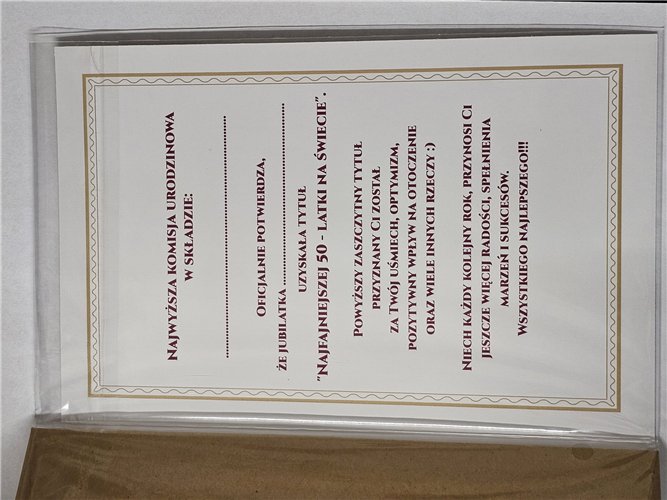 Najwyższa komisja urodzinowa
w składzie:
..........................................................................
Oficjalnie potwierdza,
że jubilatka ..................................................
uzyskała tytuł
"Najfajniejszej 50 - latki na świecie".
Powyższy zaszczytny tytuł
przyznany Ci został
za Twój uśmiech, optymizm,
pozytywny wpływ na otoczenie
oraz wiele innych rzeczy :)
Niech każdy kolejny rok, przynosi Ci
jeszcze więcej radości, spełnienia
marzeń i sukcesów.
Wszystkiego najlepszego!!!